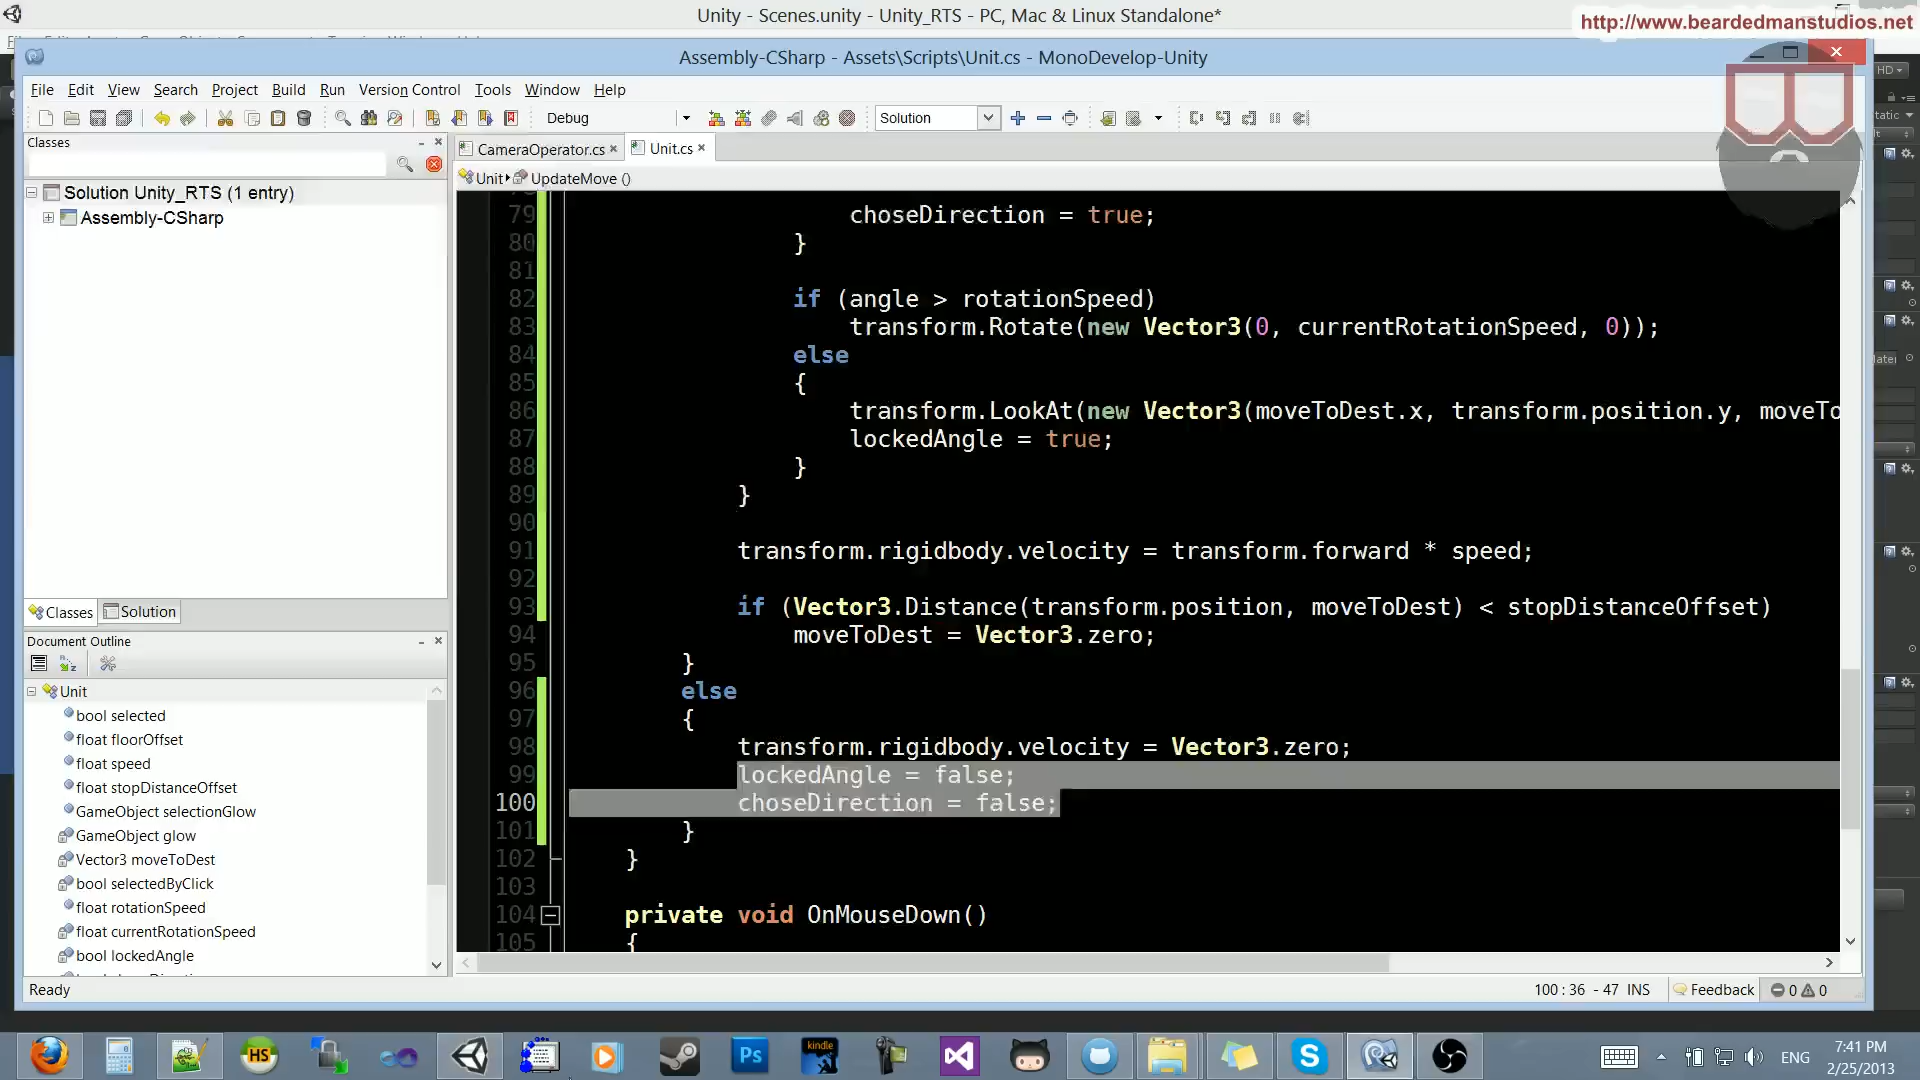 Unity - Scenes.unity - Unity_RTS - PC, Mac & Linux Standalone*
http://www.beardedmanstudios.net
Assembly-CSharp - Assets\Scripts\Unit.cs - MonoDevelop-Unity
HD
File Edit View Search Project Build Run Version Control Tools Window Help
Debug
Solution
Classes
CameraOperator.cs
Unit.cs
Unit
UpdateMove ()
Solution Unity_RTS (1 entry)
Assembly-CSharp
79 choseDirection = true;
80 }
81
82 if (angle > rotationSpeed)
83 transform.Rotate(new Vector3(0, currentRotationSpeed, 0));
84 else
85 {
86 transform.LookAt(new Vector3(moveToDest.x, transform.position.y, moveTo
87 lockedAngle = true;
88 }
89 }
90
91 transform.rigidbody.velocity = transform.forward * speed;
92
93 if (Vector3.Distance(transform.position, moveToDest) < stopDistanceOffset)
94 moveToDest = Vector3.zero;
95 }
96 else
97 {
98 transform.rigidbody.velocity = Vector3.zero;
99 lockedAngle = false;
100 choseDirection = false;
101 }
102 }
103
104 private void OnMouseDown()
105 {
Classes Solution
Document Outline
Unit
bool selected
float floorOffset
float speed
float stopDistanceOffset
GameObject selectionGlow
GameObject glow
Vector3 moveToDest
bool selectedByClick
float rotationSpeed
float currentRotationSpeed
bool lockedAngle
Ready
100 : 36 - 47 INS
Feedback
0 0
HS
Ps
kindle
ENG
7:41 PM
2/25/2013